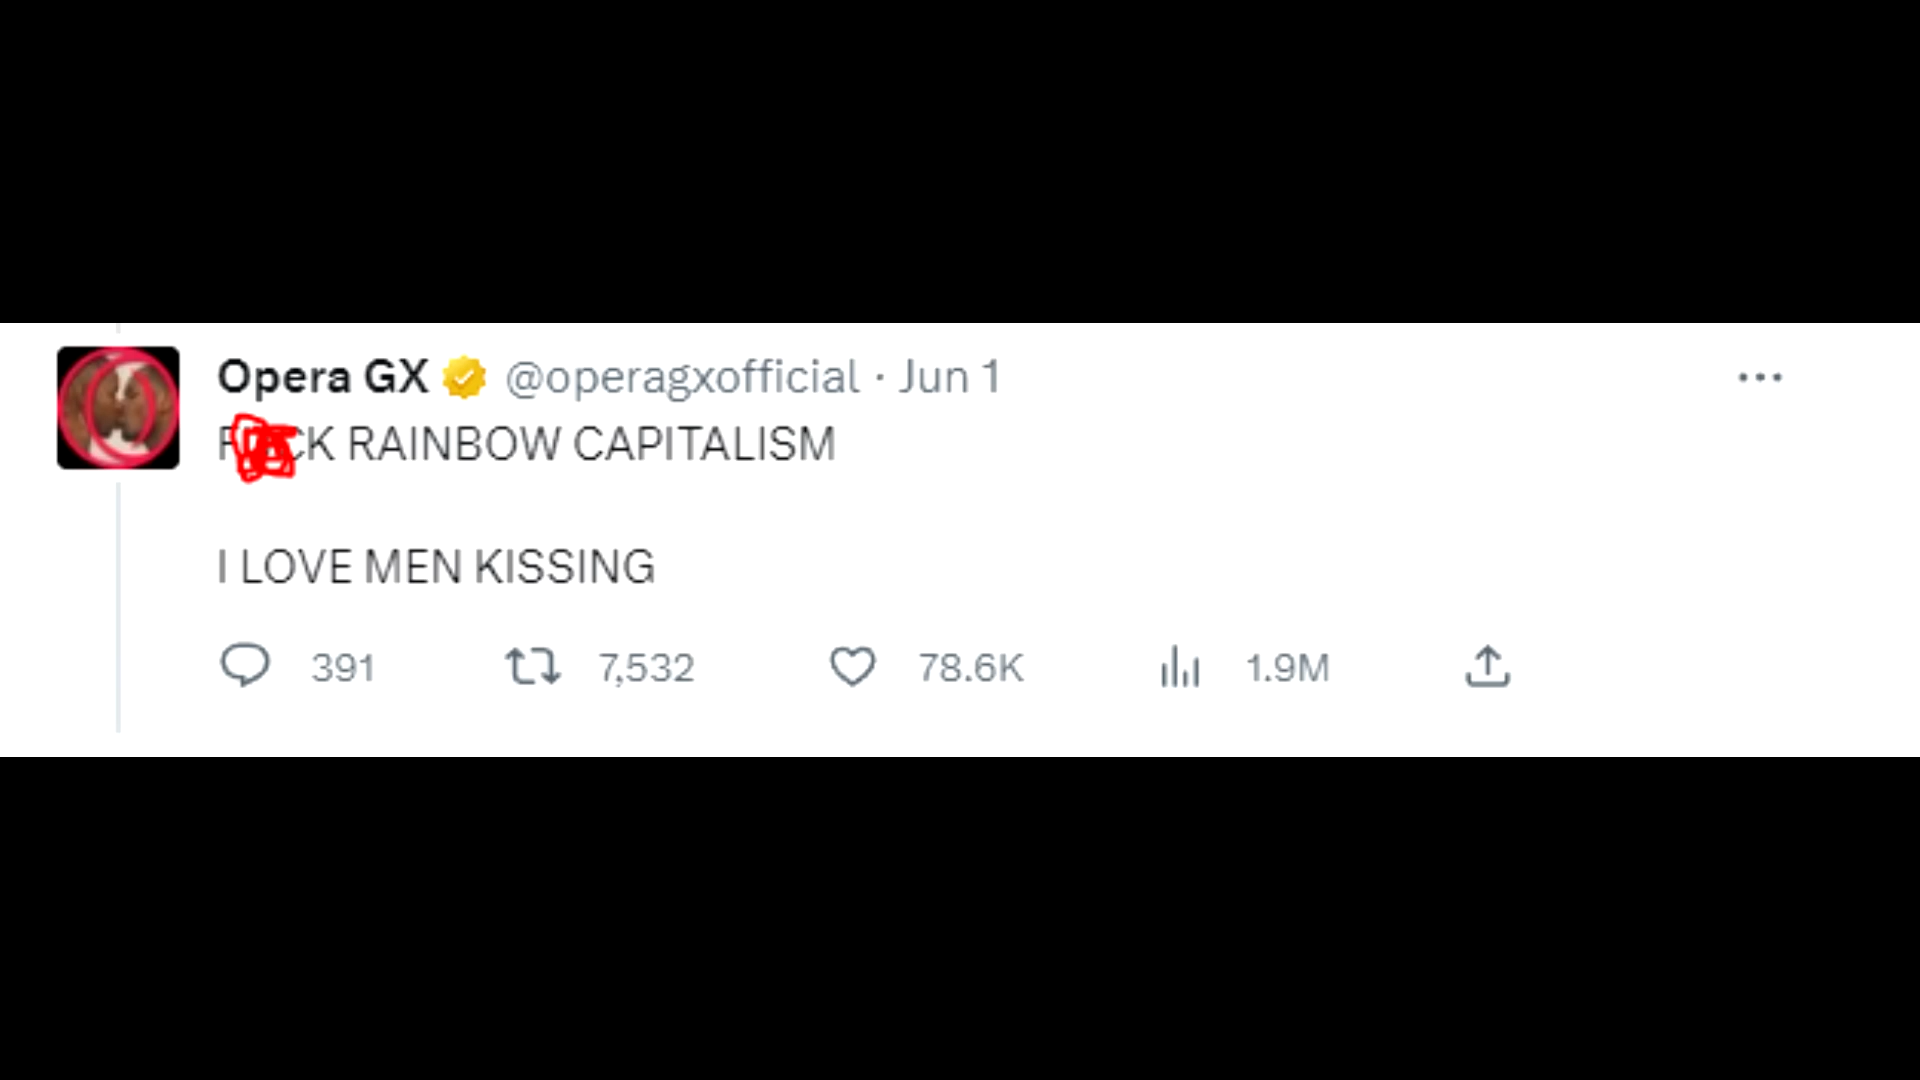 Opera GX @operagxofficial · Jun 1
RAINBOW CAPITALISM
I LOVE MEN KISSING
391 7,532 78.6K 1.9M